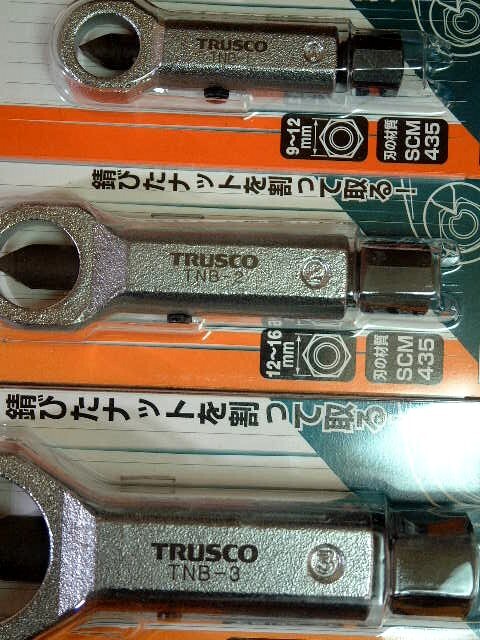 TRUSCO
9~12
mm
刃の材質
SCM
435
錆びたナットを割って取る!
TRUSCO
TNB-2
12~16
mm
刃の材質
SCM
435
錆びたナットを割って取る
TRUSCO
TNB-3